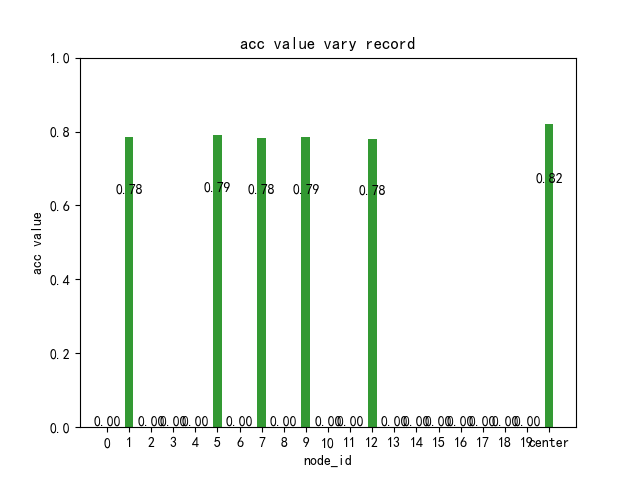 acc value vary record
1.0
0.8
0.6
0.4
0.2
0.0
acc value
0.78 0.79 0.78 0.79 0.78 0.82
0.00 0.00 0.00 0.00 0.00 0.00 0.00 0.00 0.00 0.00 0.00 0.00 0.00 0.00 0.00
0 1 2 3 4 5 6 7 8 9 10 11 12 13 14 15 16 17 18 19 center
node_id